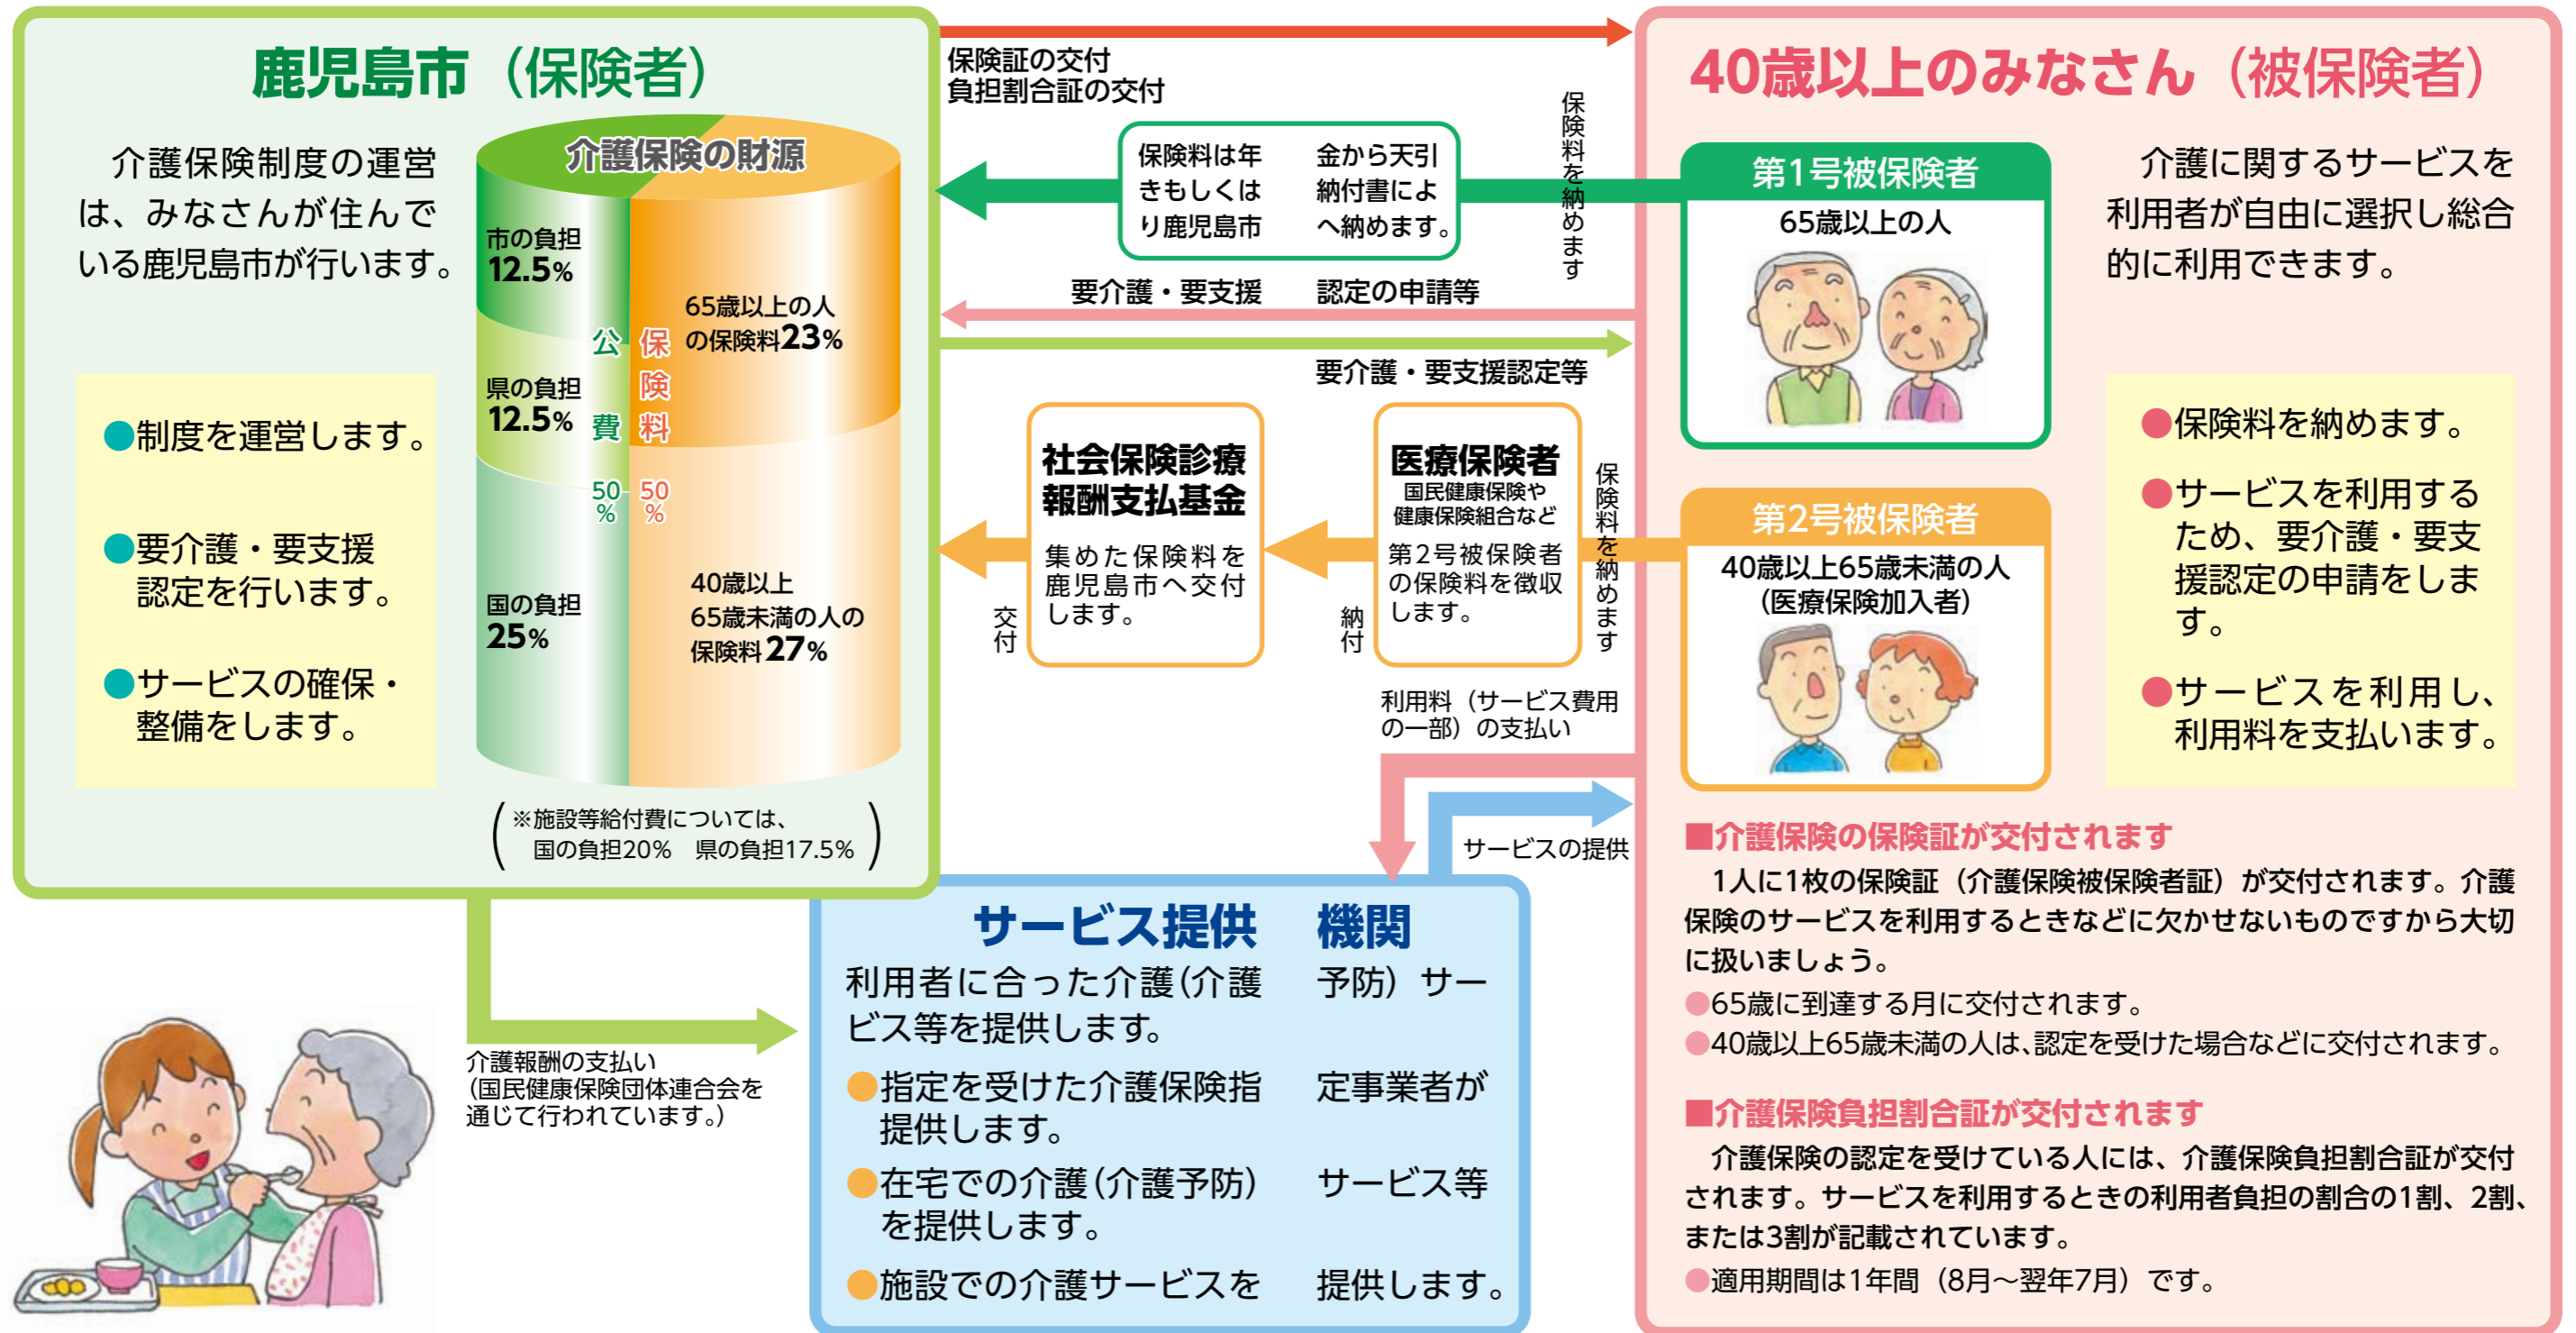 鹿児島市（保険者）
介護保険制度の運営
は、みなさんが住んで
いる鹿児島市が行います。
●制度を運営します。
●要介護・要支援
認定を行います。
●サービスの確保・
整備をします。
介護保険の財源
市の負担
12.5%
県の負担
12.5%
国の負担
25%
公費
50
%
保険料
50
%
65歳以上の人
の保険料23%
40歳以上
65歳未満の人の
保険料27%
※施設等給付費については、
国の負担20%　県の負担17.5%
保険証の交付
負担割合証の交付
保険料は年　金から天引
きもしくは　納付書によ
り鹿児島市　へ納めます。
保険料を納めます
要介護・要支援　認定の申請等
要介護・要支援認定等
社会保険診療
報酬支払基金
集めた保険料を
鹿児島市へ交付
します。
交付
医療保険者
国民健康保険や
健康保険組合など
第2号被保険者
の保険料を徴収
します。
納付
保険料を納めます
利用料（サービス費用
の一部）の支払い
サービスの提供
介護報酬の支払い
（国民健康保険団体連合会を
通じて行われています。）
サービス提供　機関
利用者に合った介護（介護　予防）サー
ビス等を提供します。
●指定を受けた介護保険指　定事業者が
提供します。
●在宅での介護（介護予防）　サービス等
を提供します。
●施設での介護サービスを　提供します。
40歳以上のみなさん（被保険者）
第1号被保険者
65歳以上の人
第2号被保険者
40歳以上65歳未満の人
（医療保険加入者）
介護に関するサービスを
利用者が自由に選択し総合
的に利用できます。
●保険料を納めます。
●サービスを利用する
ため、要介護・要支
援認定の申請をしま
す。
●サービスを利用し、
利用料を支払います。
■介護保険の保険証が交付されます
1人に1枚の保険証（介護保険被保険者証）が交付されます。介護
保険のサービスを利用するときなどに欠かせないものですから大切
に扱いましょう。
●65歳に到達する月に交付されます。
●40歳以上65歳未満の人は、認定を受けた場合などに交付されます。
■介護保険負担割合証が交付されます
介護保険の認定を受けている人には、介護保険負担割合証が交付
されます。サービスを利用するときの利用者負担の割合の1割、2割、
または3割が記載されています。
●適用期間は1年間（8月～翌年7月）です。